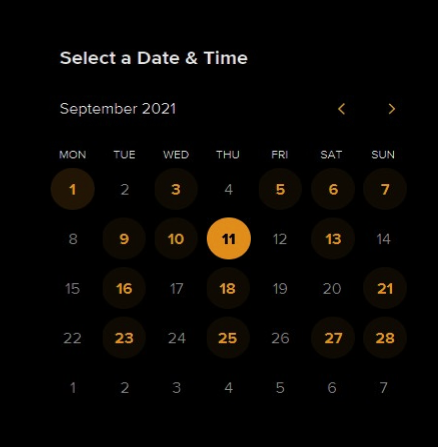 Select a Date & Time
September 2021
MON TUE WED THU FRI SAT SUN
1 2 3 4 5 6 7
8 9 10 11 12 13 14
15 16 17 18 19 20 21
22 23 24 25 26 27 28
1 2 3 4 5 6 7